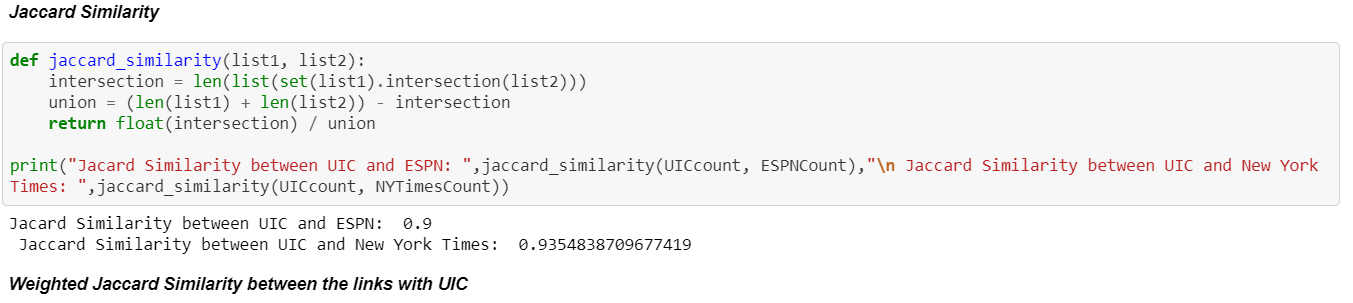 Jaccard Similarity
def jaccard_similarity(list1, list2):
    intersection = len(list(set(list1).intersection(list2)))
    union = (len(list1) + len(list2)) - intersection
    return float(intersection) / union
print("Jacard Similarity between UIC and ESPN: ",jaccard_similarity(UICcount, ESPNCount),"\n Jaccard Similarity between UIC and New York
Times: ",jaccard_similarity(UICcount, NYTimesCount))
Jacard Similarity between UIC and ESPN:  0.9
 Jaccard Similarity between UIC and New York Times:  0.9354838709677419
Weighted Jaccard Similarity between the links with UIC